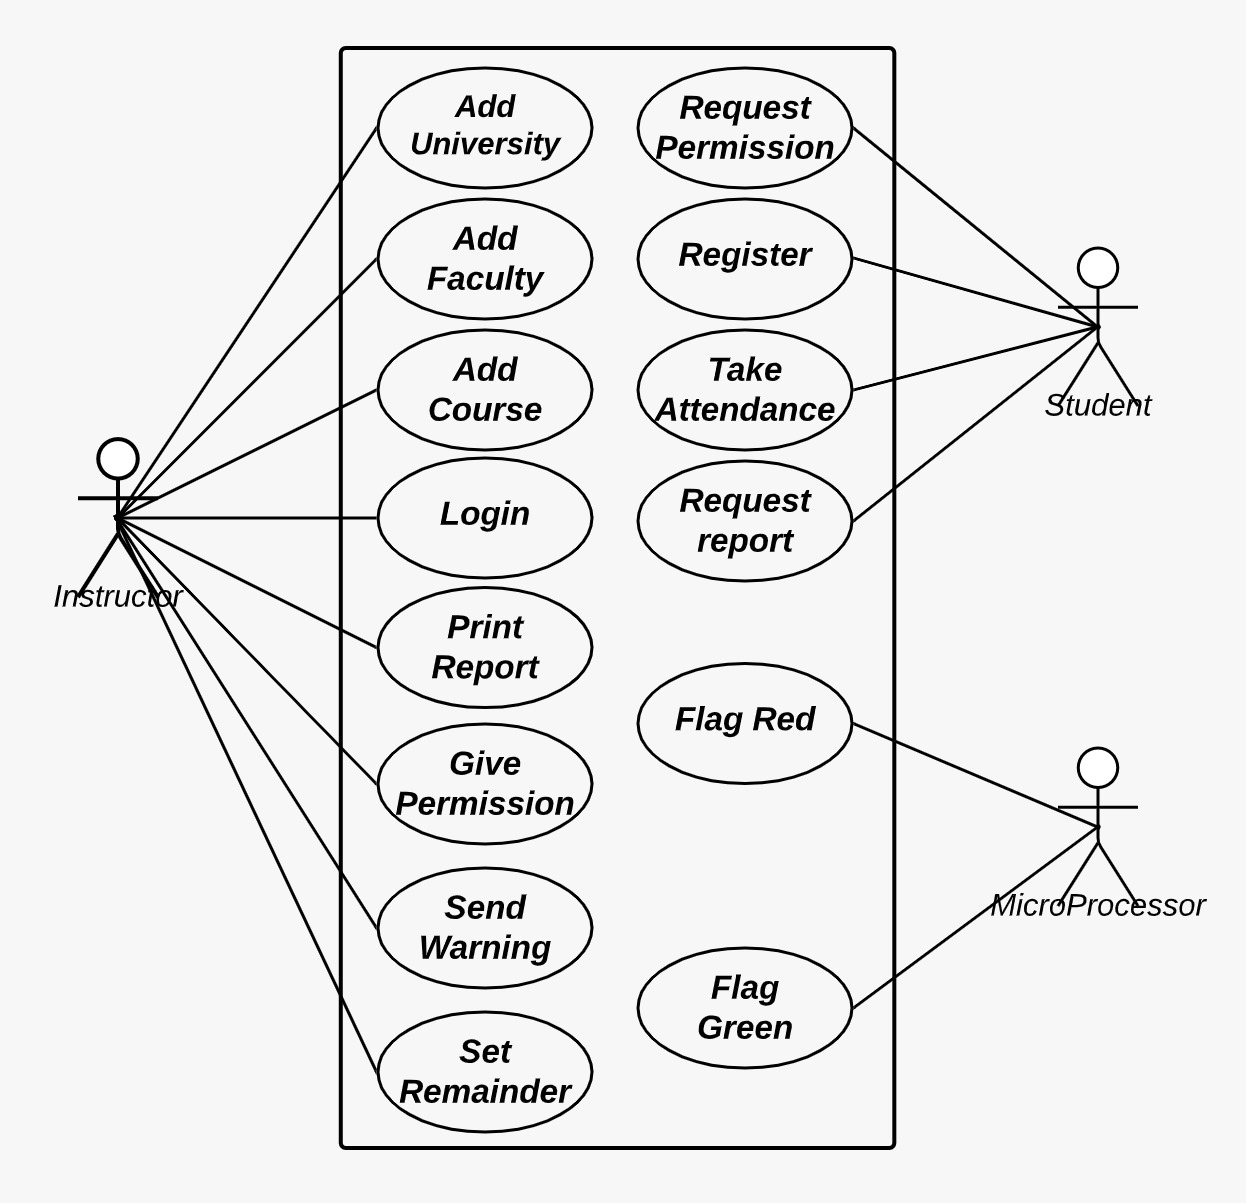 Add
University
Request
Permission
Add
Faculty
Register
Add
Course
Take
Attendance
Student
Login
Request
report
Instructor
Print
Report
Flag Red
Give
Permission
MicroProcessor
Send
Warning
Flag
Green
Set
Remainder